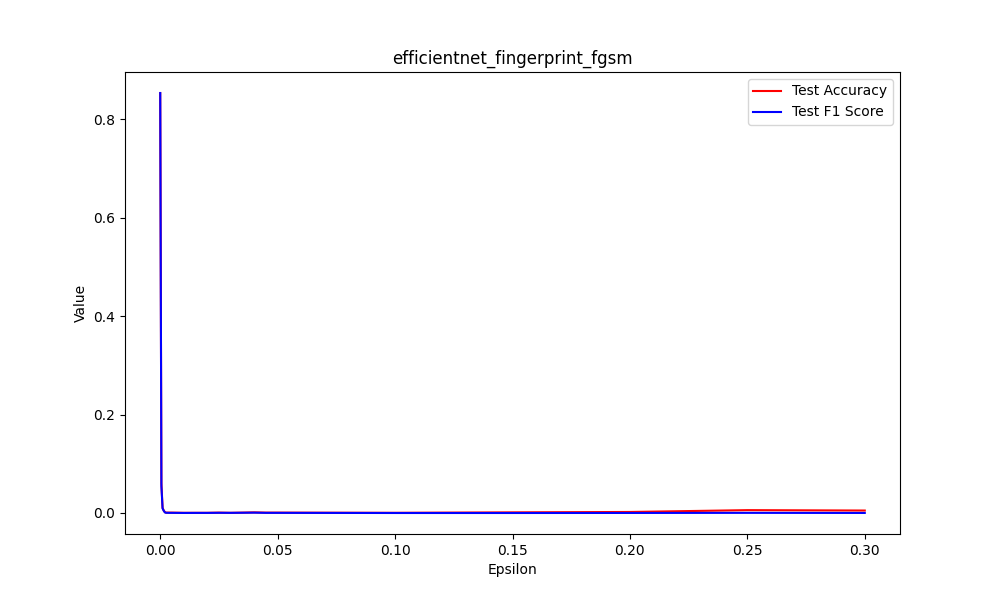 efficientnet_fingerprint_fgsm
Test Accuracy
Test F1 Score
Value
0.8
0.6
0.4
0.2
0.0
0.00 0.05 0.10 0.15 0.20 0.25 0.30
Epsilon